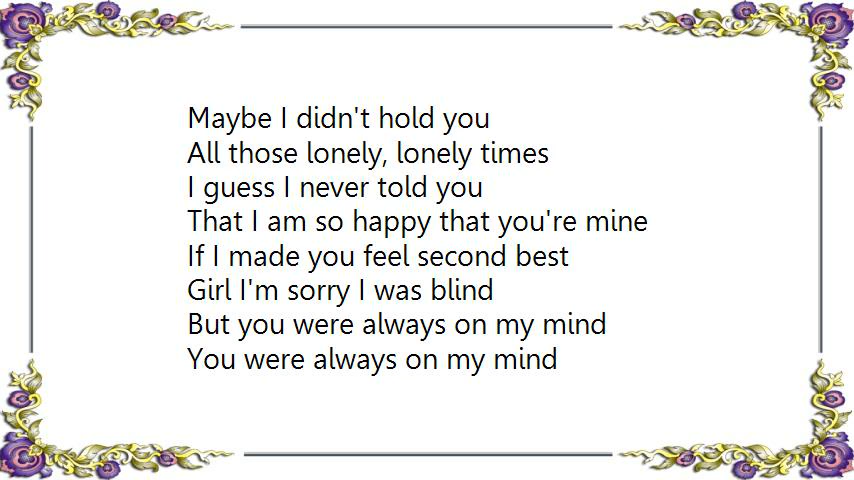 Maybe I didn't hold you
All those lonely, lonely times
I guess I never told you
That I am so happy that you're mine
If I made you feel second best
Girl I'm sorry I was blind
But you were always on my mind
You were always on my mind